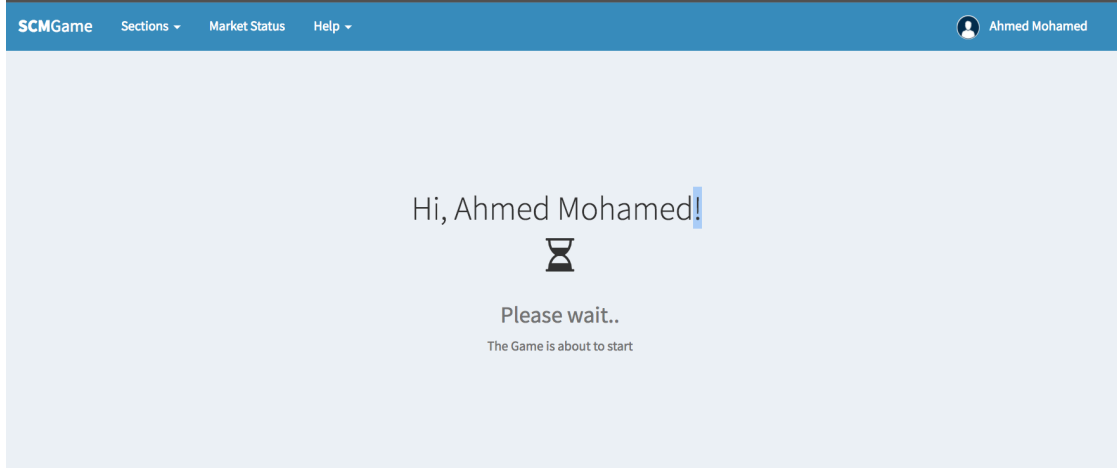 SCMGame Sections Market Status Help Ahmed Mohamed
Hi, Ahmed Mohamed!
Please wait..
The Game is about to start